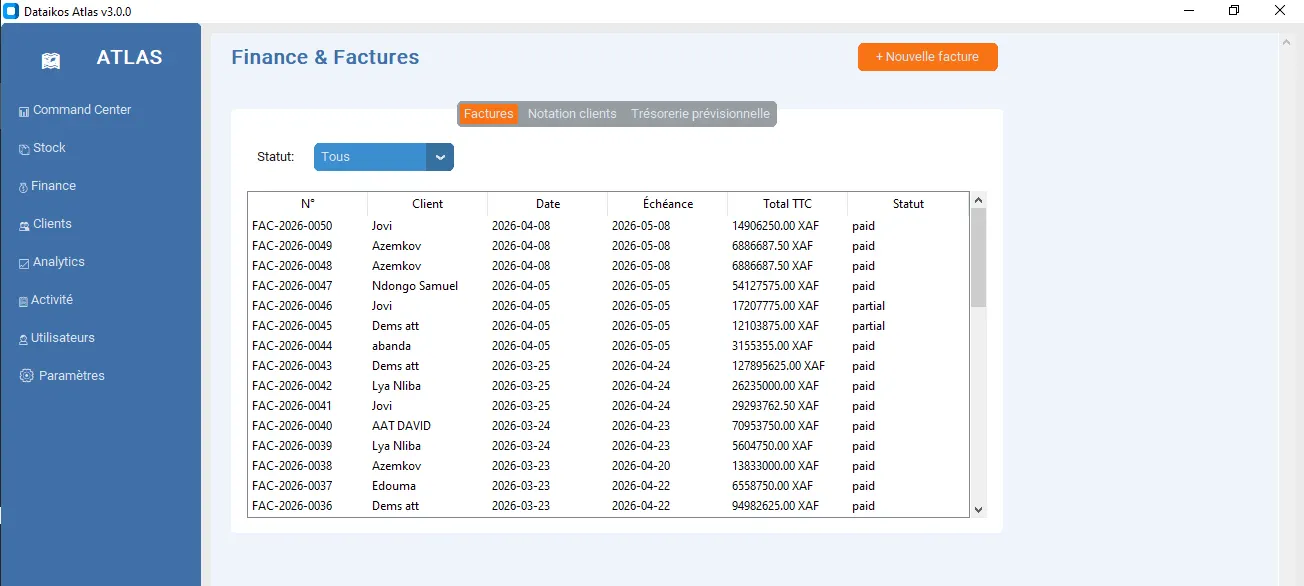 Dataikos Atlas v3.0.0
ATLAS
Command Center
Stock
Finance
Clients
Analytics
Activité
Utilisateurs
Paramètres
Finance & Factures
+ Nouvelle facture
Factures Notation clients Trésorerie prévisionnelle
Statut: Tous
N° Client Date Échéance Total TTC Statut
FAC-2026-0050 Jovi 2026-04-08 2026-05-08 14906250.00 XAF paid
FAC-2026-0049 Azemkov 2026-04-08 2026-05-08 6886687.50 XAF paid
FAC-2026-0048 Azemkov 2026-04-08 2026-05-08 6886687.50 XAF paid
FAC-2026-0047 Ndongo Samuel 2026-04-05 2026-05-05 54127575.00 XAF paid
FAC-2026-0046 Jovi 2026-04-05 2026-05-05 17207775.00 XAF partial
FAC-2026-0045 Dems att 2026-04-05 2026-05-05 12103875.00 XAF partial
FAC-2026-0044 abanda 2026-04-05 2026-05-05 3155355.00 XAF paid
FAC-2026-0043 Dems att 2026-03-25 2026-04-24 127895625.00 XAF paid
FAC-2026-0042 Lya Nliba 2026-03-25 2026-04-24 26235000.00 XAF paid
FAC-2026-0041 Jovi 2026-03-25 2026-04-24 29293762.50 XAF paid
FAC-2026-0040 AAT DAVID 2026-03-24 2026-04-23 70953750.00 XAF paid
FAC-2026-0039 Lya Nliba 2026-03-24 2026-04-23 5604750.00 XAF paid
FAC-2026-0038 Azemkov 2026-03-23 2026-04-20 13833000.00 XAF paid
FAC-2026-0037 Edouma 2026-03-23 2026-04-22 6558750.00 XAF paid
FAC-2026-0036 Dems att 2026-03-23 2026-04-22 94982625.00 XAF paid